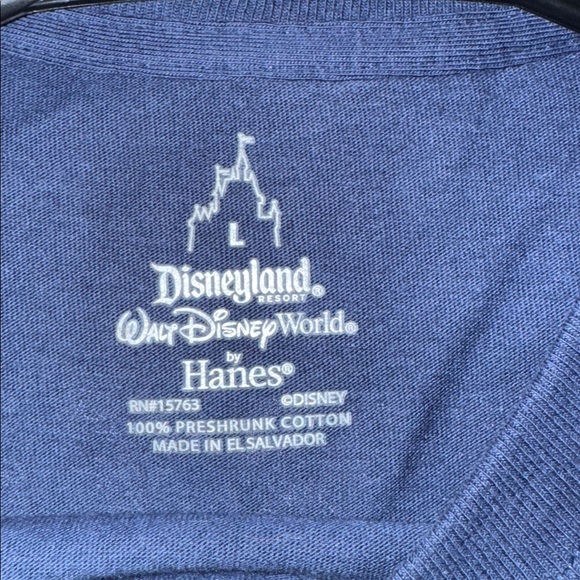 L
Disneyland®
RESORT
WALT DISNEY World®
by
Hanes®
RN#15763 ©DISNEY
100% PRESHRUNK COTTON
MADE IN EL SALVADOR